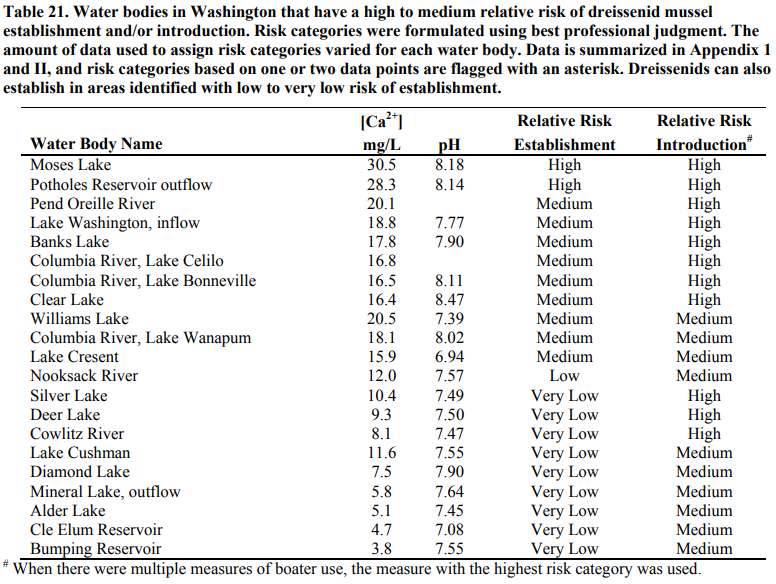 Table 21. Water bodies in Washington that have a high to medium relative risk of dreissenid mussel
establishment and/or introduction. Risk categories were formulated using best professional judgment. The
amount of data used to assign risk categories varied for each water body. Data is summarized in Appendix 1
and II, and risk categories based on one or two data points are flagged with an asterisk. Dreissenids can also
establish in areas identified with low to very low risk of establishment.
[Ca2+] Relative Risk Relative Risk
Water Body Name mg/L pH Establishment Introduction#
Moses Lake 30.5 8.18 High High
Potholes Reservoir outflow 28.3 8.14 High High
Pend Oreille River 20.1 Medium High
Lake Washington, inflow 18.8 7.77 Medium High
Banks Lake 17.8 7.90 Medium High
Columbia River, Lake Celilo 16.8 Medium High
Columbia River, Lake Bonneville 16.5 8.11 Medium High
Clear Lake 16.4 8.47 Medium High
Williams Lake 20.5 7.39 Medium Medium
Columbia River, Lake Wanapum 18.1 8.02 Medium Medium
Lake Cresent 15.9 6.94 Medium Medium
Nooksack River 12.0 7.57 Low Medium
Silver Lake 10.4 7.49 Very Low High
Deer Lake 9.3 7.50 Very Low High
Cowlitz River 8.1 7.47 Very Low High
Lake Cushman 11.6 7.55 Very Low Medium
Diamond Lake 7.5 7.90 Very Low Medium
Mineral Lake, outflow 5.8 7.64 Very Low Medium
Alder Lake 5.1 7.45 Very Low Medium
Cle Elum Reservoir 4.7 7.08 Very Low Medium
Bumping Reservoir 3.8 7.55 Very Low Medium
# When there were multiple measures of boater use, the measure with the highest risk category was used.